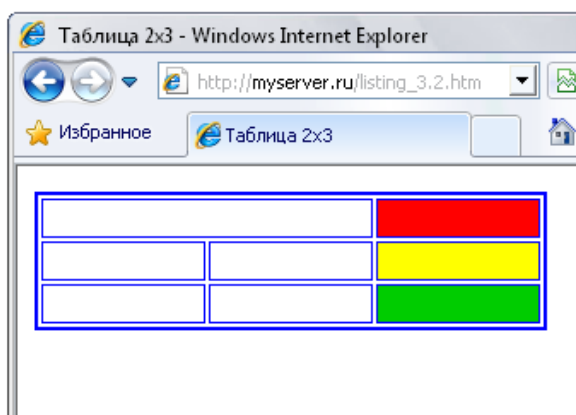 Таблица 2x3 - Windows Internet Explorer
http://myserver.ru/listing_3.2.htm
Избранное
Таблица 2x3